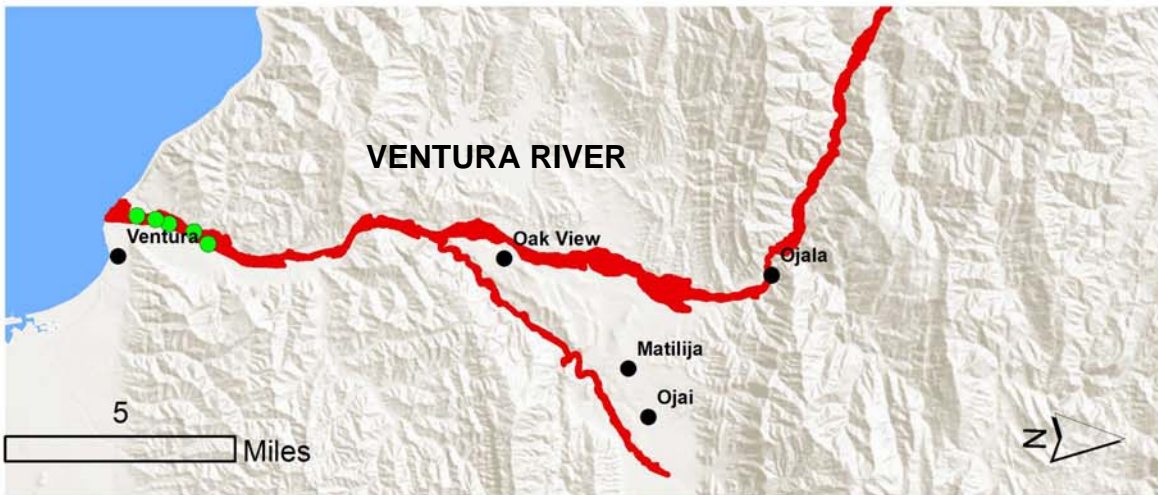 VENTURA RIVER
Ventura
Oak View
Ojala
Matilija
Ojai
5
Miles
N